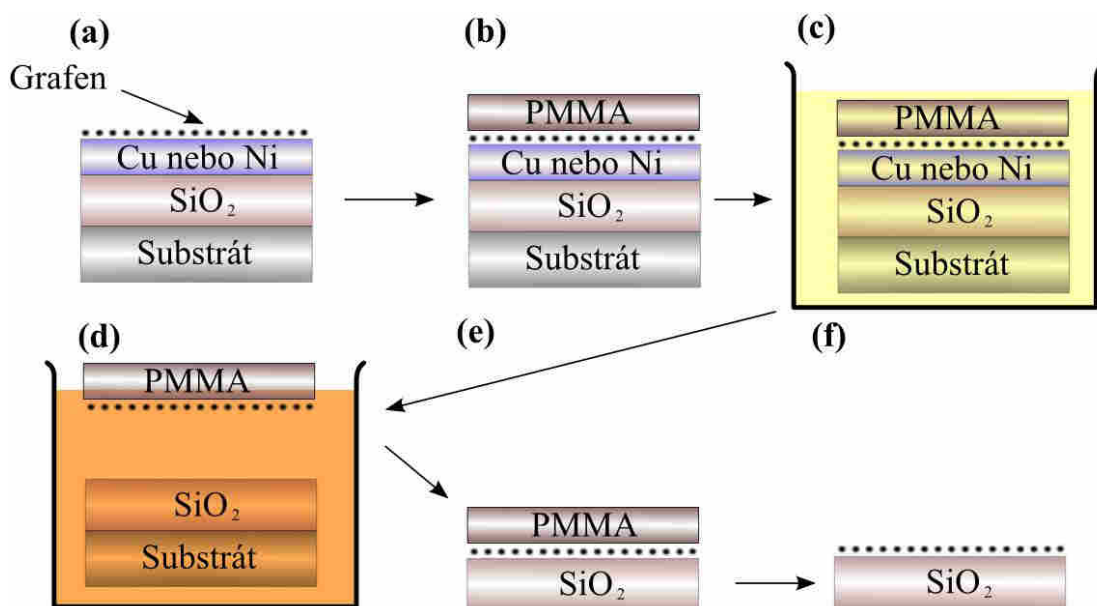 (a)
Grafen
Cu nebo Ni
SiO₂
Substrát
(b)
PMMA
Cu nebo Ni
SiO₂
Substrát
(c)
PMMA
Cu nebo Ni
SiO₂
Substrát
(d)
PMMA
SiO₂
Substrát
(e)
PMMA
SiO₂
(f)
SiO₂